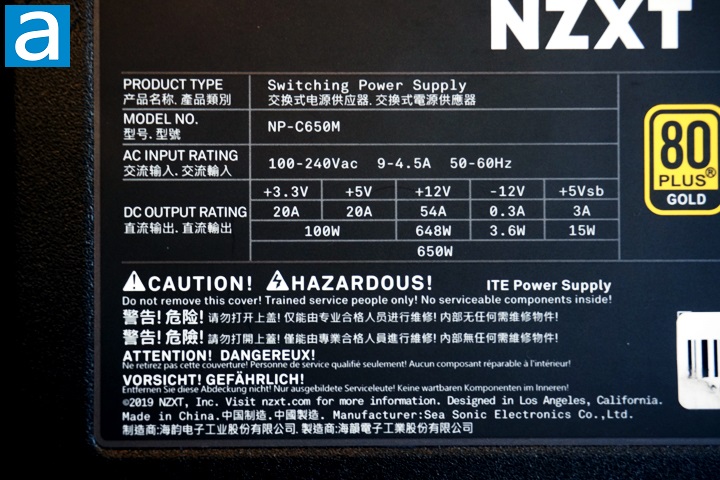 a
NZXT
PRODUCT TYPE Switching Power Supply
产品名称. 產品類別 交换式电源供应器. 交換式電源供應器
MODEL NO. NP-C650M
型号. 型號
AC INPUT RATING 100-240Vac 9-4.5A 50-60Hz
交流输入. 交流輸入
+3.3V +5V +12V -12V +5Vsb
DC OUTPUT RATING 20A 20A 54A 0.3A 3A
直流输出. 直流輸出 100W 648W 3.6W 15W
650W
80
PLUS®
GOLD
CAUTION! HAZARDOUS! ITE Power Supply
Do not remove this cover! Trained service people only! No serviceable components inside!
警告! 危险! 请勿打开上盖! 仅能由专业合格人员进行维修! 内部无任何需维修物件!
警告! 危險! 請勿打開上蓋! 僅能由專業合格人員進行維修! 內部無任何需維修物件!
ATTENTION! DANGEREUX!
Ne retirez pas cette couverture! Personne de service qualifié seulement! Aucun composant réparable à l'intérieur!
VORSICHT! GEFÄHRLICH!
Entfernen Sie diese Abdeckung nicht! Nur ausgebildete Serviceleute! Keine wartbaren Komponenten im Inneren!
©2019 NZXT, Inc. Visit nzxt.com for more information. Designed in Los Angeles, California.
Made in China.中国制造.中國製造. Manufacturer:Sea Sonic Electronics Co.,Ltd.
制造商:海韵电子工业股份有限公司. 製造商:海韻電子工業股份有限公司